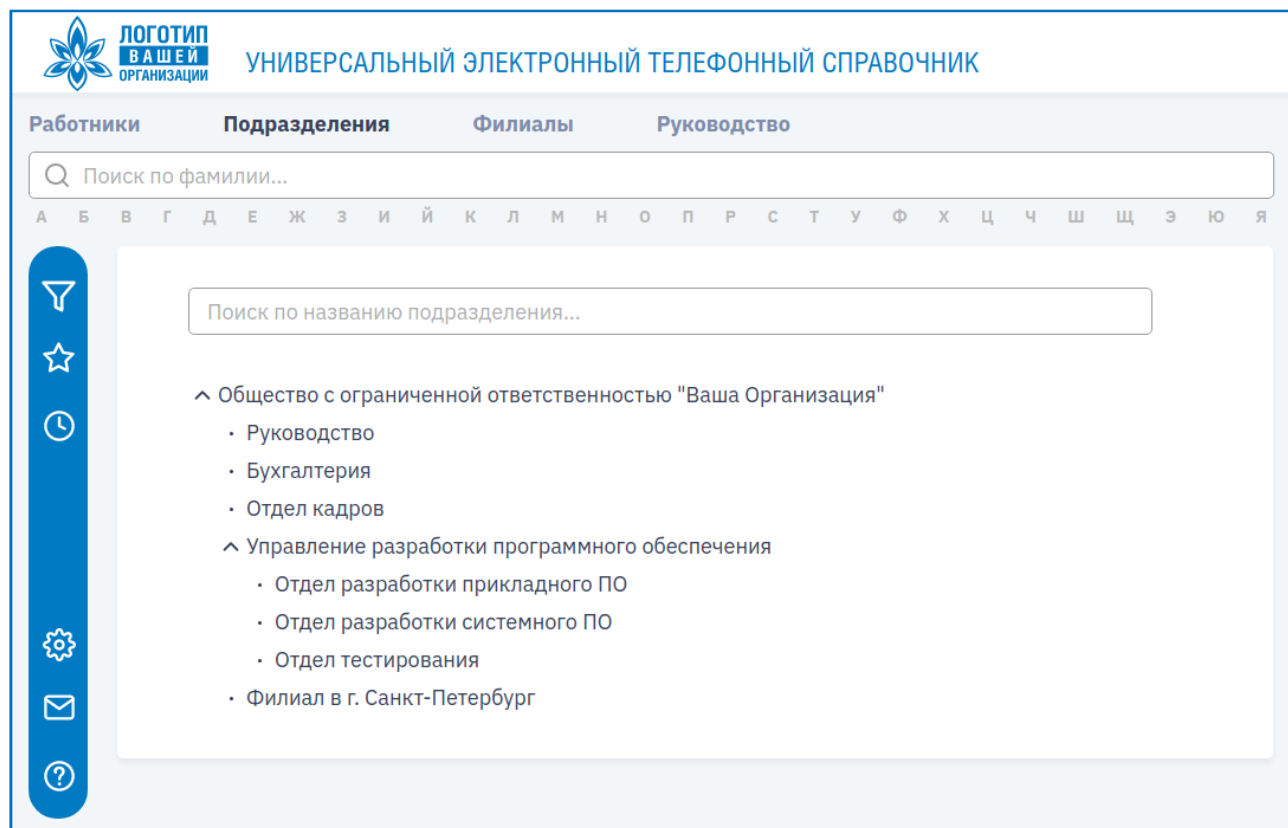 ЛОГОТИП
ВАШЕЙ
ОРГАНИЗАЦИИ
УНИВЕРСАЛЬНЫЙ ЭЛЕКТРОННЫЙ ТЕЛЕФОННЫЙ СПРАВОЧНИК
Работники Подразделения Филиалы Руководство
Поиск по фамилии...
А Б В Г Д Е Ж З И Й К Л М Н О П Р С Т У Ф Х Ц Ч Ш Щ Э Ю Я
Поиск по названию подразделения...
Общество с ограниченной ответственностью "Ваша Организация"
· Руководство
· Бухгалтерия
· Отдел кадров
Управление разработки программного обеспечения
· Отдел разработки прикладного ПО
· Отдел разработки системного ПО
· Отдел тестирования
· Филиал в г. Санкт-Петербург